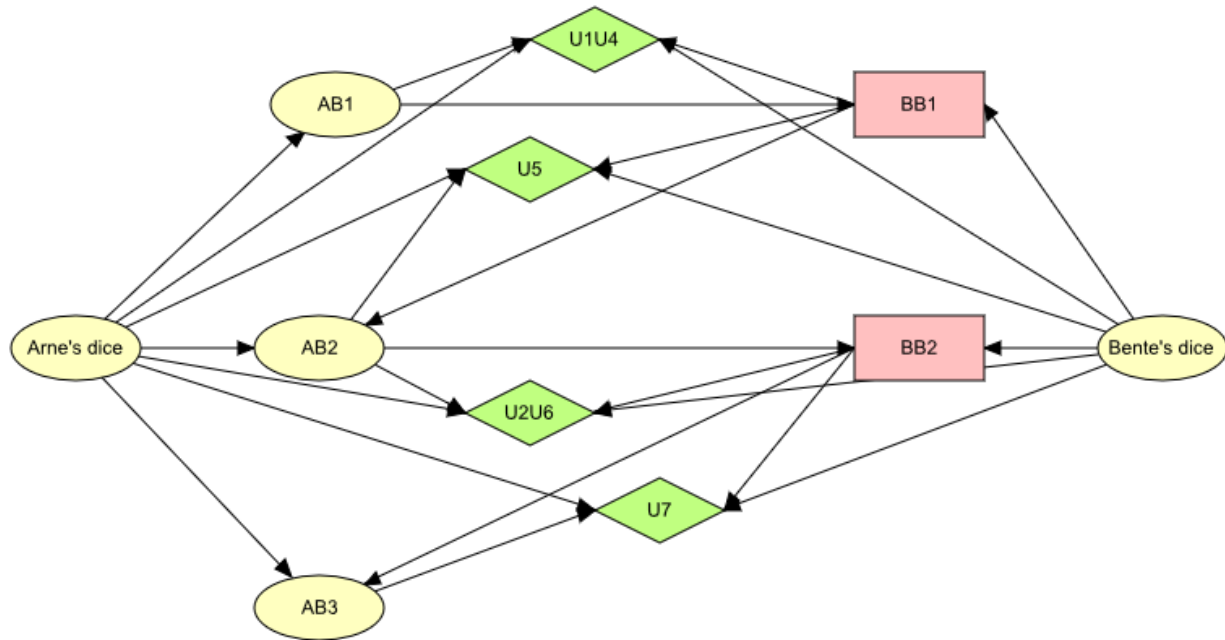 U1U4
AB1
BB1
U5
Arne's dice
AB2
BB2
Bente's dice
U2U6
U7
AB3